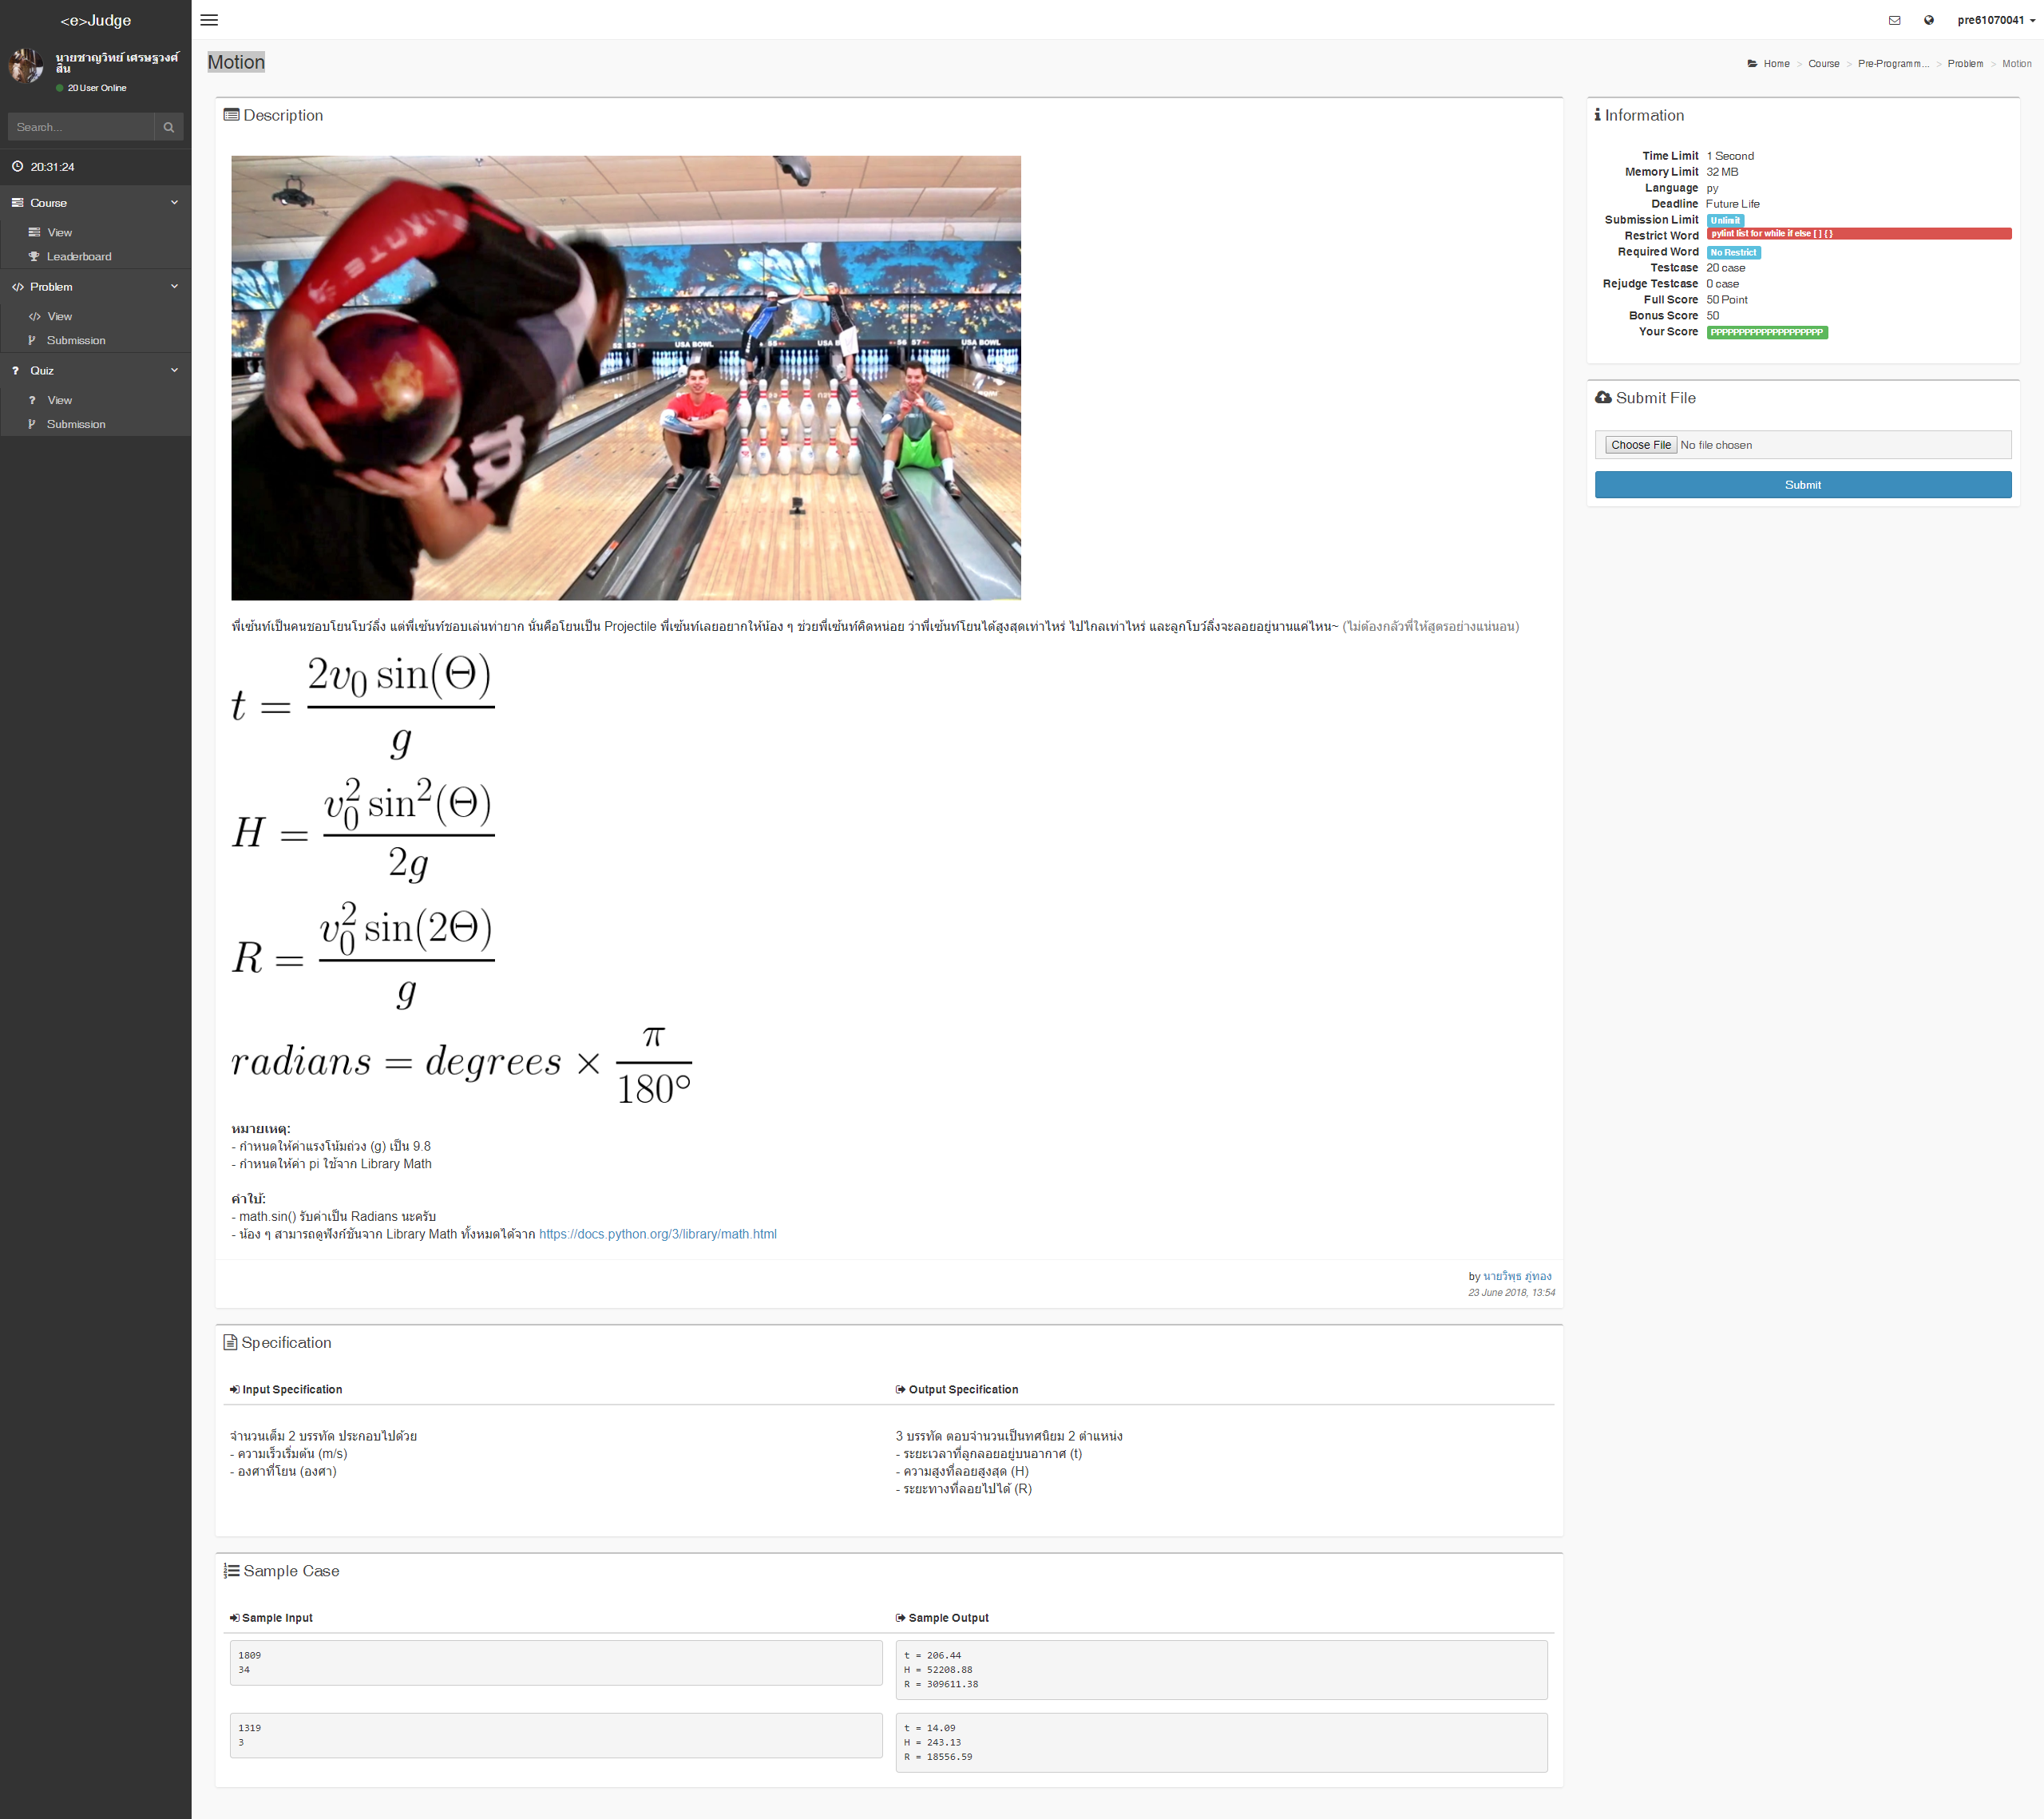 <e>Judge
pre61070041
นายชาญวิทย์ เศรษฐวงศ์
สิน
20 User Online
Motion
Home > Course > Pre-Programm... > Problem > Motion
Search...
20:31:24
Course
View
Leaderboard
Problem
View
Submission
Quiz
View
Submission
Description
USA BOWL
USA BOWL
พี่เซ้นท์เป็นคนชอบโยนโบว์ลิ่ง แต่พี่เซ้นท์ชอบเล่นท่ายาก นั่นคือโยนเป็น Projectile พี่เซ้นท์เลยอยากให้น้อง ๆ ช่วยพี่เซ้นท์คิดหน่อย ว่าพี่เซ้นท์โยนได้สูงสุดเท่าไหร่ ไปไกลเท่าไหร่ และลูกโบว์ลิ่งจะลอยอยู่นานแค่ไหน~ (ไม่ต้องกลัวพี่ให้สูตรอย่างแน่นอน)
t = 2v₀ sin(Θ) / g
H = v₀² sin²(Θ) / 2g
R = v₀² sin(2Θ) / g
radians = degrees × π / 180°
หมายเหตุ:
- กำหนดให้ค่าแรงโน้มถ่วง (g) เป็น 9.8
- กำหนดให้ค่า pi ใช้จาก Library Math
คำใบ้:
- math.sin() รับค่าเป็น Radians นะครับ
- น้อง ๆ สามารถดูฟังก์ชันจาก Library Math ทั้งหมดได้จาก https://docs.python.org/3/library/math.html
by นายวิพุธ ภู่ทอง
23 June 2018, 13:54
Specification
Input Specification
จำนวนเต็ม 2 บรรทัด ประกอบไปด้วย
- ความเร็วเริ่มต้น (m/s)
- องศาที่โยน (องศา)
Output Specification
3 บรรทัด ตอบจำนวนเป็นทศนิยม 2 ตำแหน่ง
- ระยะเวลาที่ลูกลอยอยู่บนอากาศ (t)
- ความสูงที่ลอยสูงสุด (H)
- ระยะทางที่ลอยไปได้ (R)
Sample Case
Sample Input
Sample Output
1809
34
t = 206.44
H = 52208.88
R = 309611.38
1319
3
t = 14.09
H = 243.13
R = 18556.59
Information
Time Limit 1 Second
Memory Limit 32 MB
Language py
Deadline Future Life
Submission Limit Unlimit
Restrict Word pylint list for while if else [ ] { }
Required Word No Restrict
Testcase 20 case
Rejudge Testcase 0 case
Full Score 50 Point
Bonus Score 50
Your Score PPPPPPPPPPPPPPPPPPPP
Submit File
Choose File No file chosen
Submit